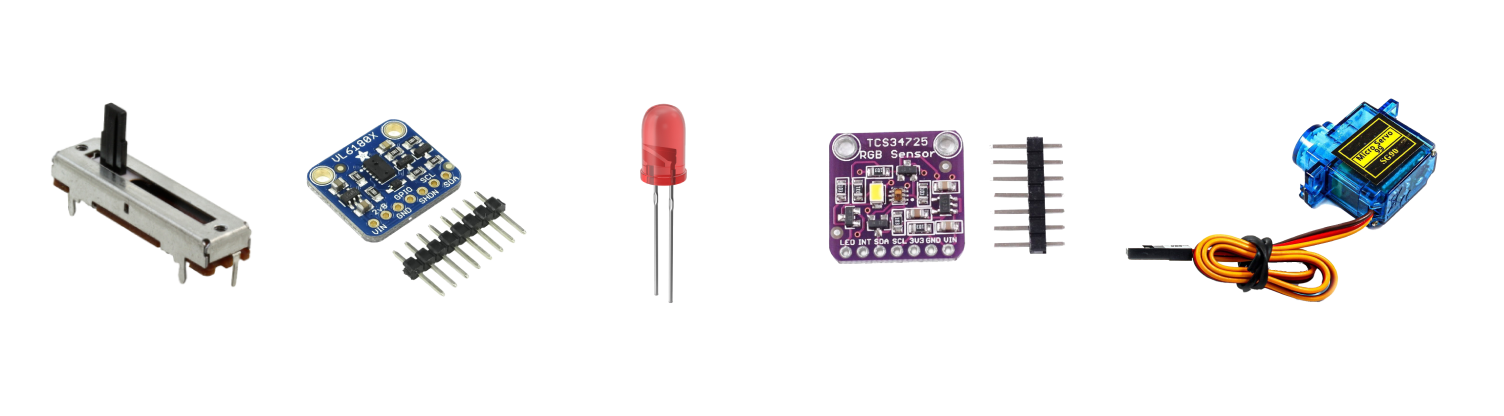 VL6180X
2v8
VIN
GND
GPIO
SHDN
SCL
SDA
TCS34725
RGB Sensor
LED INT SDA SCL 3V3 GND VIN
Micro Servo
9g
SG90